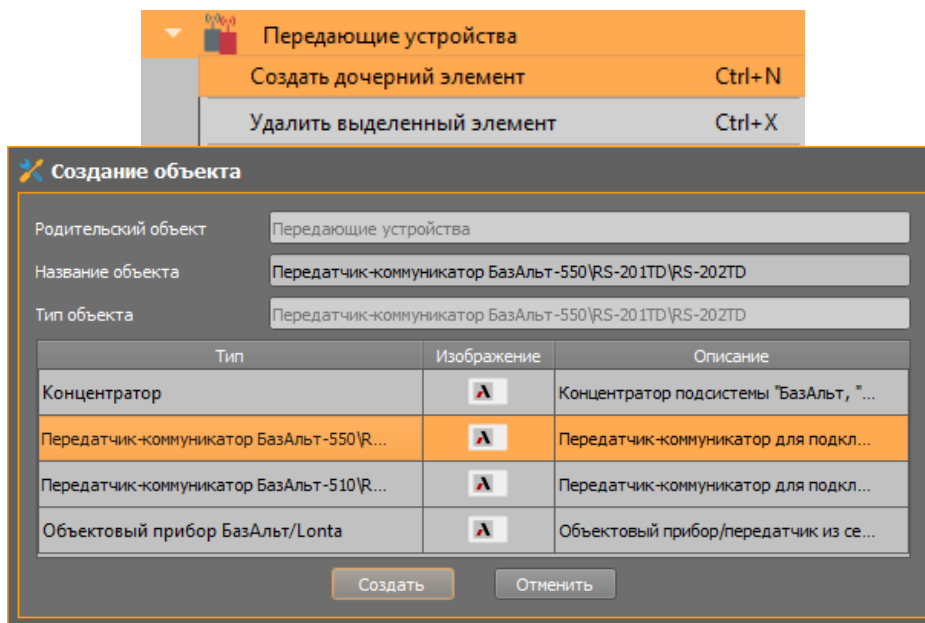 Передающие устройства
Создать дочерний элемент Ctrl+N
Удалить выделенный элемент Ctrl+X
Создание объекта
Родительский объект Передающие устройства
Название объекта Передатчик-коммуникатор БазАльт-550\RS-201TD\RS-202TD
Тип объекта Передатчик-коммуникатор БазАльт-550\RS-201TD\RS-202TD
Тип Изображение Описание
Концентратор Концентратор подсистемы "БазАльт, "...
Передатчик-коммуникатор БазАльт-550\R... Передатчик-коммуникатор для подкл...
Передатчик-коммуникатор БазАльт-510\R... Передатчик-коммуникатор для подкл...
Объектовый прибор БазАльт/Lonta Объектовый прибор/передатчик из се...
Создать Отменить